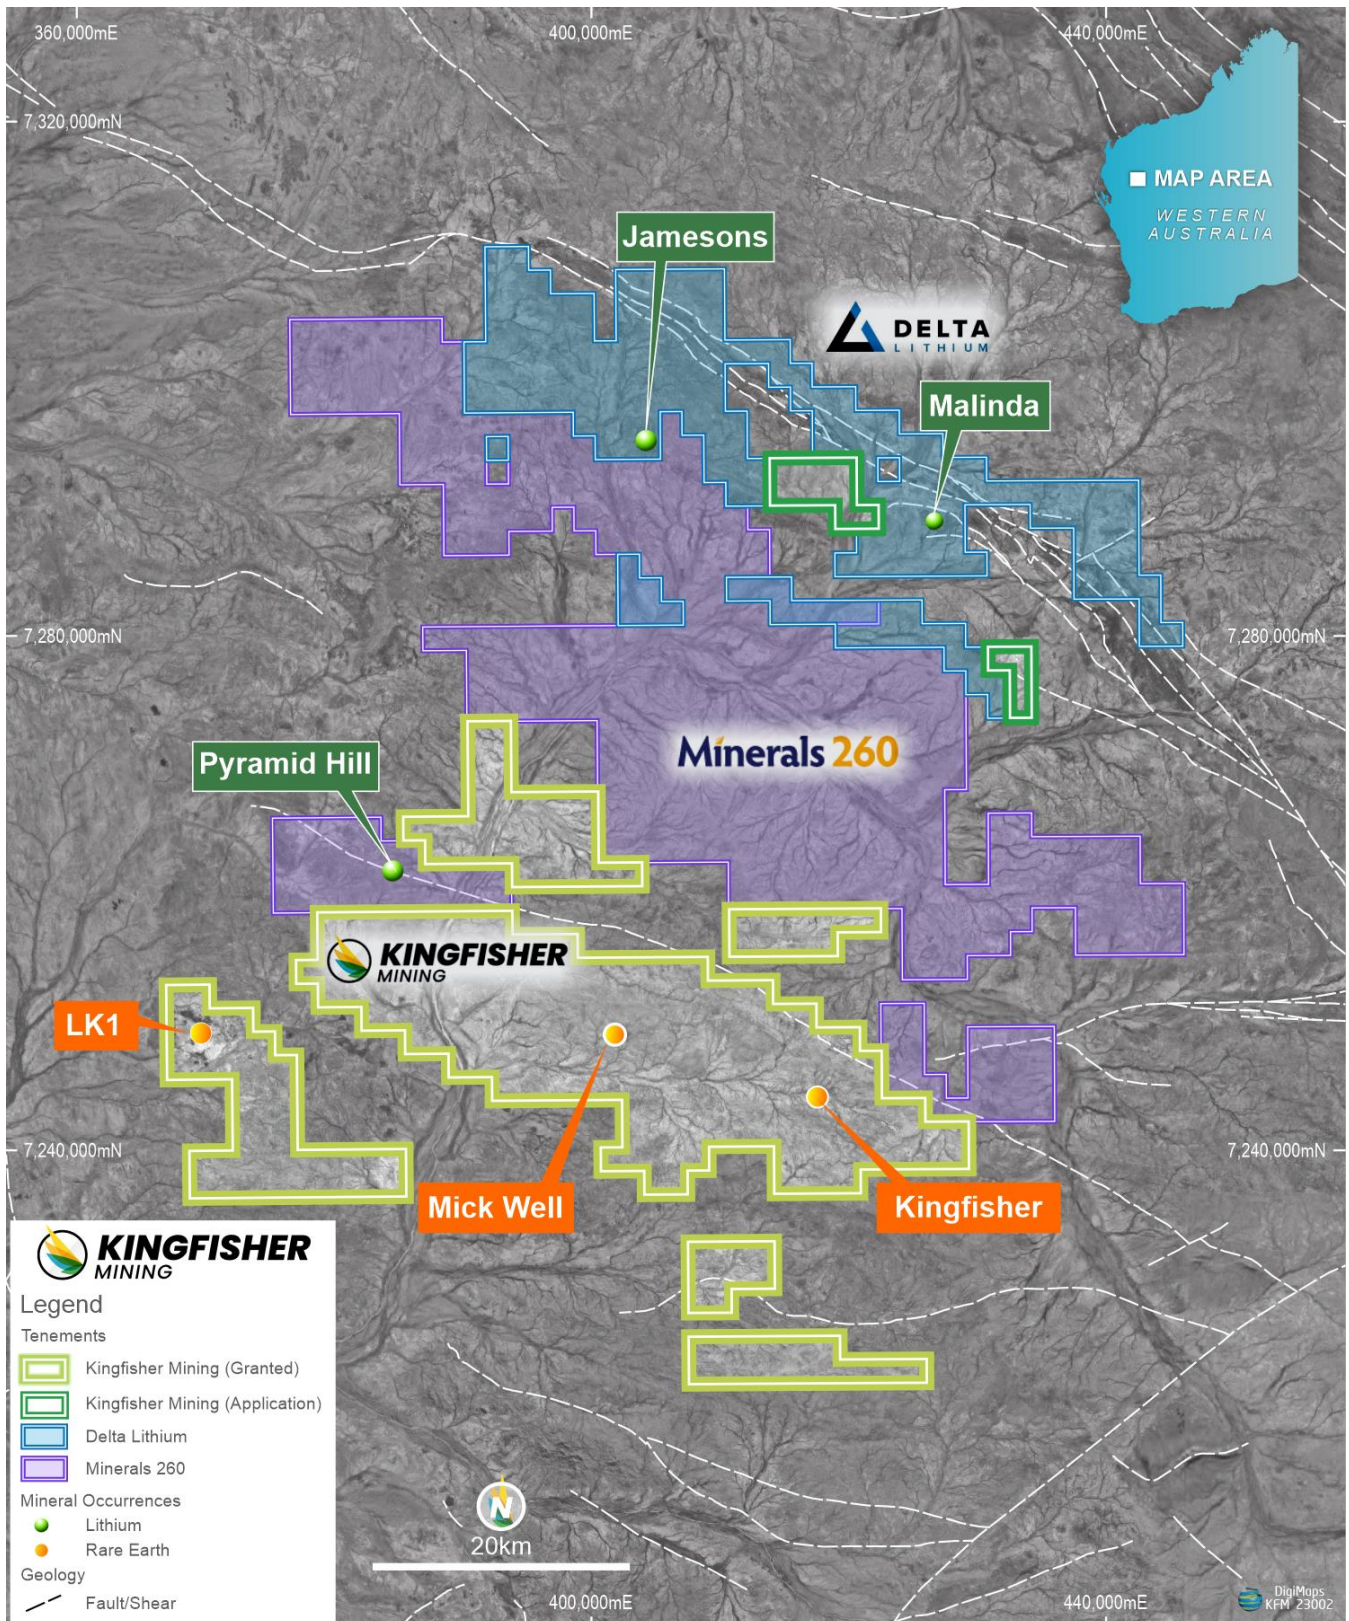 360,000mE
400,000mE
440,000mE
7,320,000mN
MAP AREA
WESTERN
AUSTRALIA
Jamesons
DELTA
LITHIUM
Malinda
7,280,000mN
7,280,000mN
Minerals 260
Pyramid Hill
KINGFISHER
MINING
LK1
7,240,000mN
7,240,000mN
Mick Well
Kingfisher
KINGFISHER
MINING
Legend
Tenements
Kingfisher Mining (Granted)
Kingfisher Mining (Application)
Delta Lithium
Minerals 260
Mineral Occurrences
Lithium
Rare Earth
Geology
Fault/Shear
N
20km
400,000mE
440,000mE
DigiMaps
KFM_23002